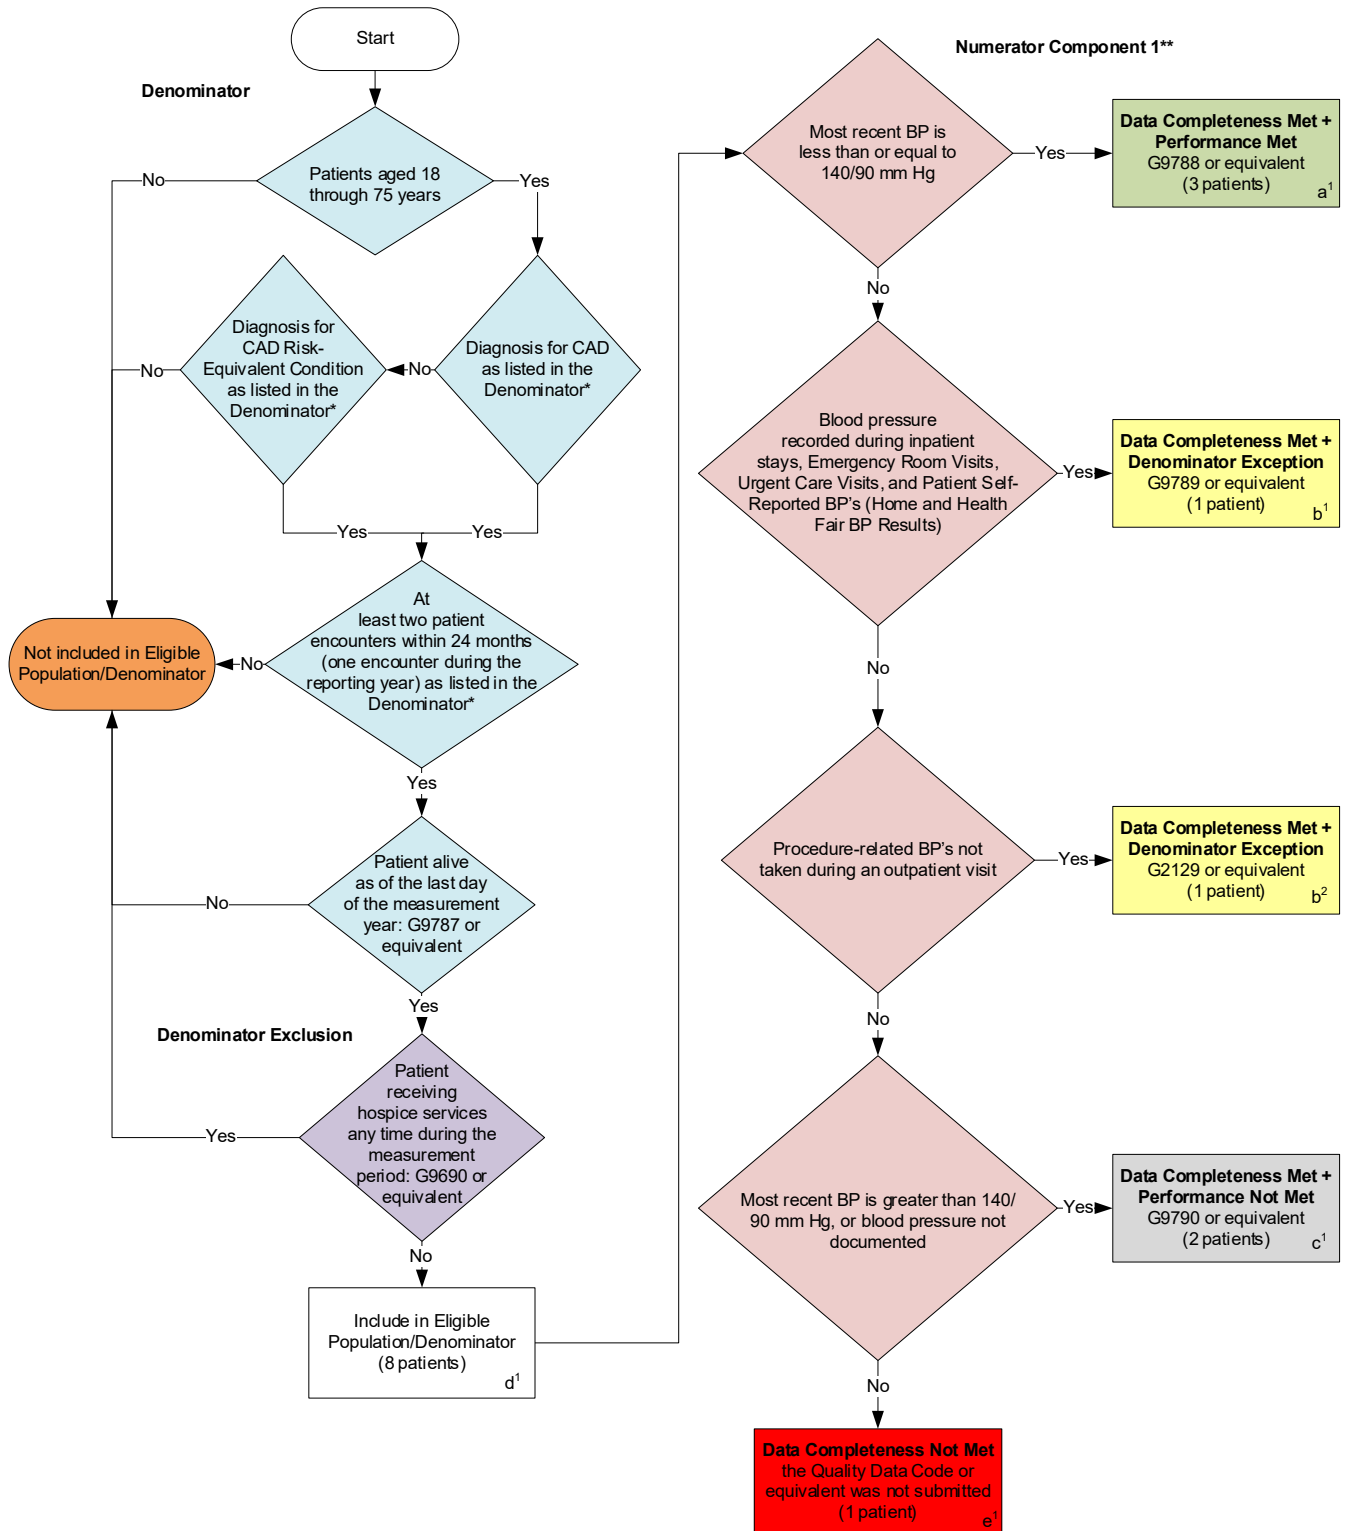 Start
Denominator
Patients aged 18
through 75 years
No
Yes
Diagnosis for CAD
as listed in the
Denominator*
No
Diagnosis for
CAD Risk-
Equivalent Condition
as listed in the
Denominator*
No
Yes
Yes
At
least two patient
encounters within 24 months
(one encounter during the
reporting year) as listed in the
Denominator*
No
Not included in Eligible
Population/Denominator
Yes
Patient alive
as of the last day
of the measurement
year: G9787 or
equivalent
No
Yes
Denominator Exclusion
Patient
receiving
hospice services
any time during the
measurement
period: G9690 or
equivalent
Yes
No
Include in Eligible
Population/Denominator
(8 patients)
d¹
Numerator Component 1**
Most recent BP is
less than or equal to
140/90 mm Hg
Yes
Data Completeness Met +
Performance Met
G9788 or equivalent
(3 patients)
a¹
No
Blood pressure
recorded during inpatient
stays, Emergency Room Visits,
Urgent Care Visits, and Patient Self-
Reported BP's (Home and Health
Fair BP Results)
Yes
Data Completeness Met +
Denominator Exception
G9789 or equivalent
(1 patient)
b¹
No
Procedure-related BP's not
taken during an outpatient visit
Yes
Data Completeness Met +
Denominator Exception
G2129 or equivalent
(1 patient)
b²
No
Most recent BP is greater than 140/
90 mm Hg, or blood pressure not
documented
Yes
Data Completeness Met +
Performance Not Met
G9790 or equivalent
(2 patients)
c¹
No
Data Completeness Not Met
the Quality Data Code or
equivalent was not submitted
(1 patient)
e¹